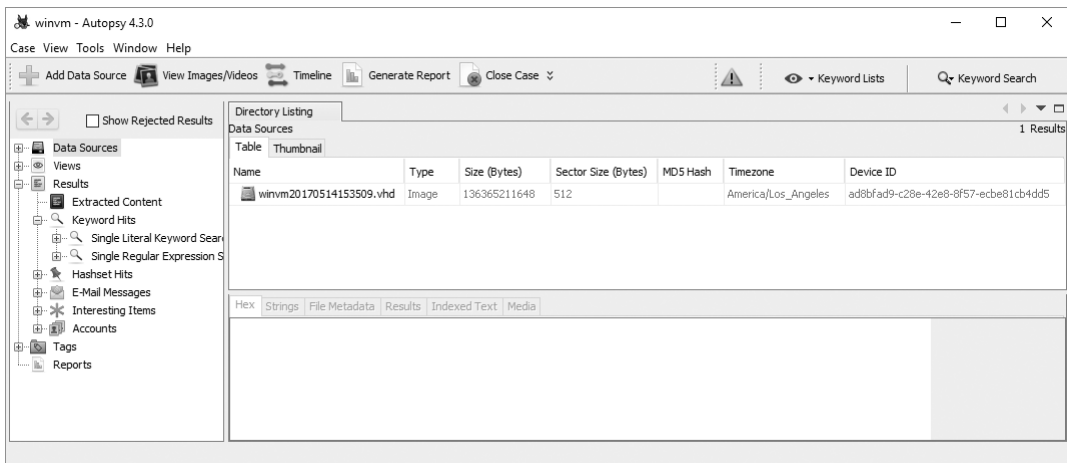 winvm - Autopsy 4.3.0
Case View Tools Window Help
Add Data Source View Images/Videos Timeline Generate Report Close Case Keyword Lists Keyword Search
Show Rejected Results
Data Sources
Views
Results
Extracted Content
Keyword Hits
Single Literal Keyword Sear
Single Regular Expression S
Hashset Hits
E-Mail Messages
Interesting Items
Accounts
Tags
Reports
Directory Listing
Data Sources 1 Results
Table Thumbnail
Name Type Size (Bytes) Sector Size (Bytes) MD5 Hash Timezone Device ID
winvm20170514153509.vhd Image 136365211648 512 America/Los_Angeles ad8bfad9-c28e-42e8-8f57-ecbe81cb4dd5
Hex Strings File Metadata Results Indexed Text Media